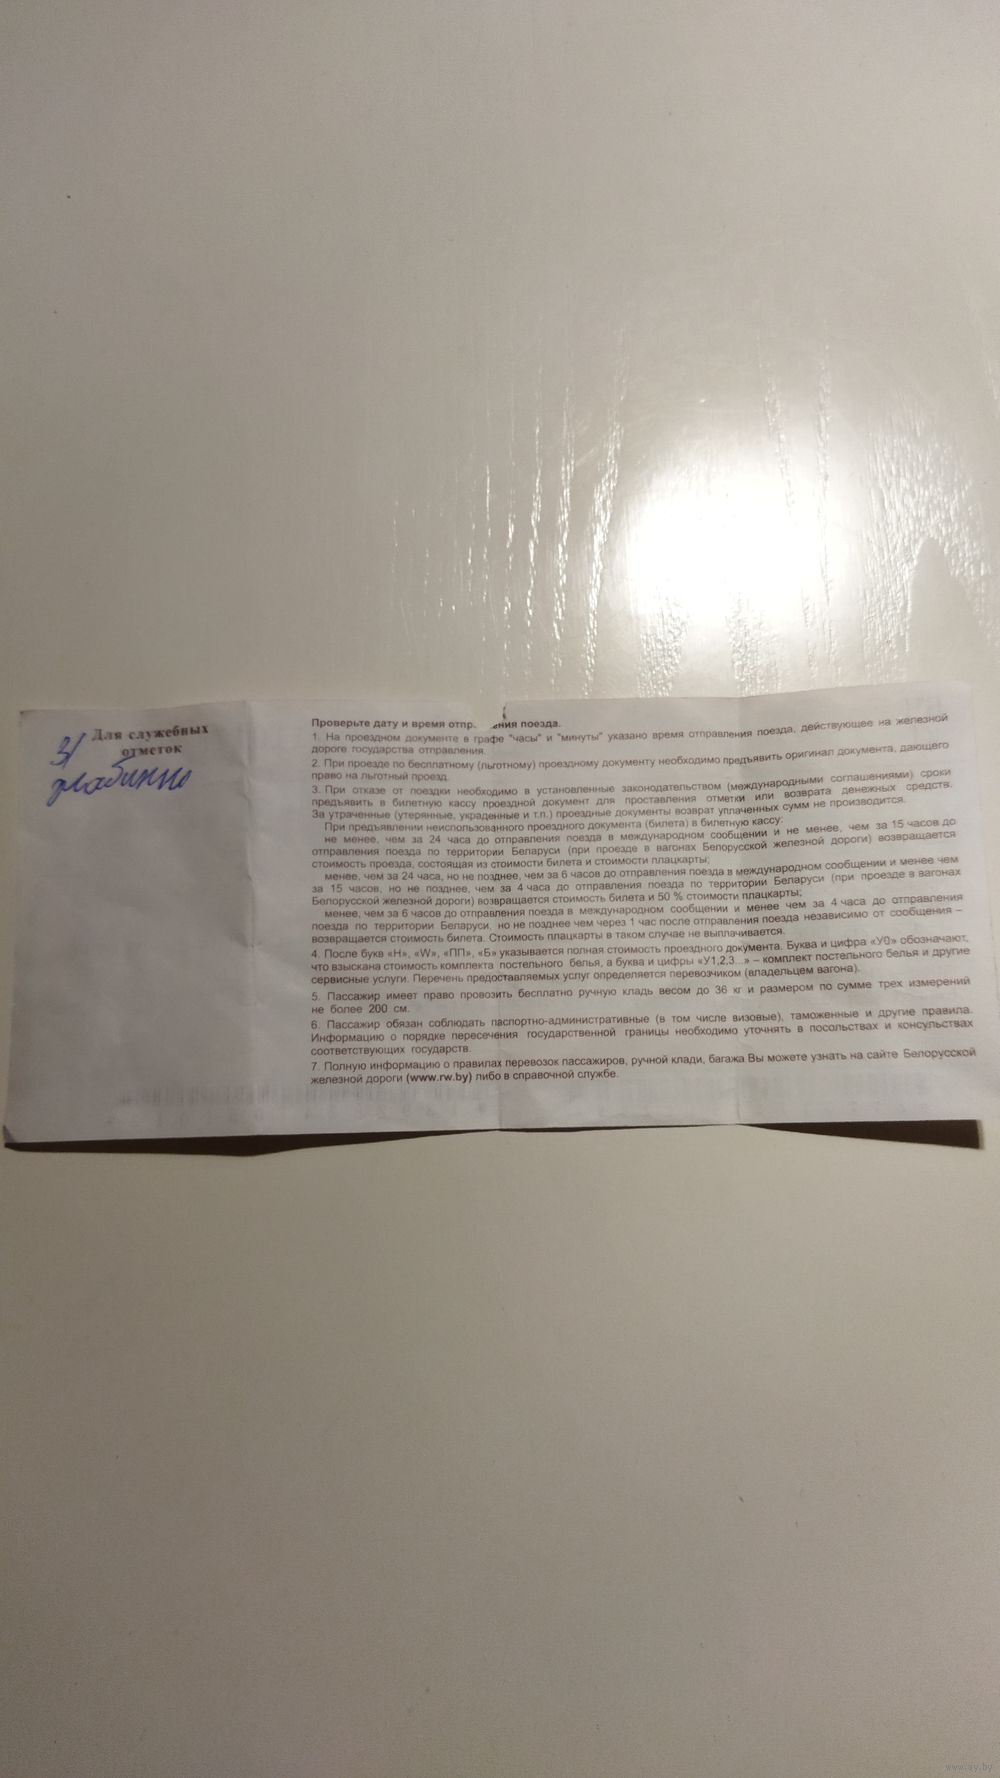 Для служебных
отметок
З/
Проверьте дату и время отпр ения поезда.
1. На проездном документе в графе "часы" и "минуты" указано время отправления поезда, действующее на железной
дороге государства отправления.
2. При проезде по бесплатному (льготному) проездному документу необходимо предъявить оригинал документа, дающего
право на льготный проезд.
3. При отказе от поездки необходимо в установленные законодательством (международными соглашениями) сроки
предъявить в билетную кассу проездной документ для проставления отметки или возврата денежных средств.
За утраченные (утерянные, украденные и т.п.) проездные документы возврат уплаченных сумм не производится.
При предъявлении неиспользованного проездного документа (билета) в билетную кассу:
не менее, чем за 24 часа до отправления поезда в международном сообщении и не менее, чем за 15 часов до
отправления поезда по территории Беларуси (при проезде в вагонах Белорусской железной дороги) возвращается
стоимость проезда, состоящая из стоимости билета и стоимости плацкарты;
менее, чем за 24 часа, но не позднее, чем за 6 часов до отправления поезда в международном сообщении и менее чем
за 15 часов, но не позднее, чем за 4 часа до отправления поезда по территории Беларуси (при проезде в вагонах
Белорусской железной дороги) возвращается стоимость билета и 50 % стоимости плацкарты;
менее, чем за 6 часов до отправления поезда в международном сообщении и менее чем за 4 часа до отправления
поезда по территории Беларуси, но не позднее чем через 1 час после отправления поезда независимо от сообщения –
возвращается стоимость билета. Стоимость плацкарты в таком случае не выплачивается.
4. После букв «Н», «W», «ПП», «Б» указывается полная стоимость проездного документа. Буква и цифра «У0» обозначают,
что взыскана стоимость комплекта постельного белья, а буква и цифры «У1,2,3...» – комплект постельного белья и другие
сервисные услуги. Перечень предоставляемых услуг определяется перевозчиком (владельцем вагона).
5. Пассажир имеет право провозить бесплатно ручную кладь весом до 36 кг и размером по сумме трех измерений
не более 200 см.
6. Пассажир обязан соблюдать паспортно-административные (в том числе визовые), таможенные и другие правила.
Информацию о порядке пересечения государственной границы необходимо уточнять в посольствах и консульствах
соответствующих государств.
7. Полную информацию о правилах перевозок пассажиров, ручной клади, багажа Вы можете узнать на сайте Белорусской
железной дороги (www.rw.by) либо в справочной службе.
www.ay.by